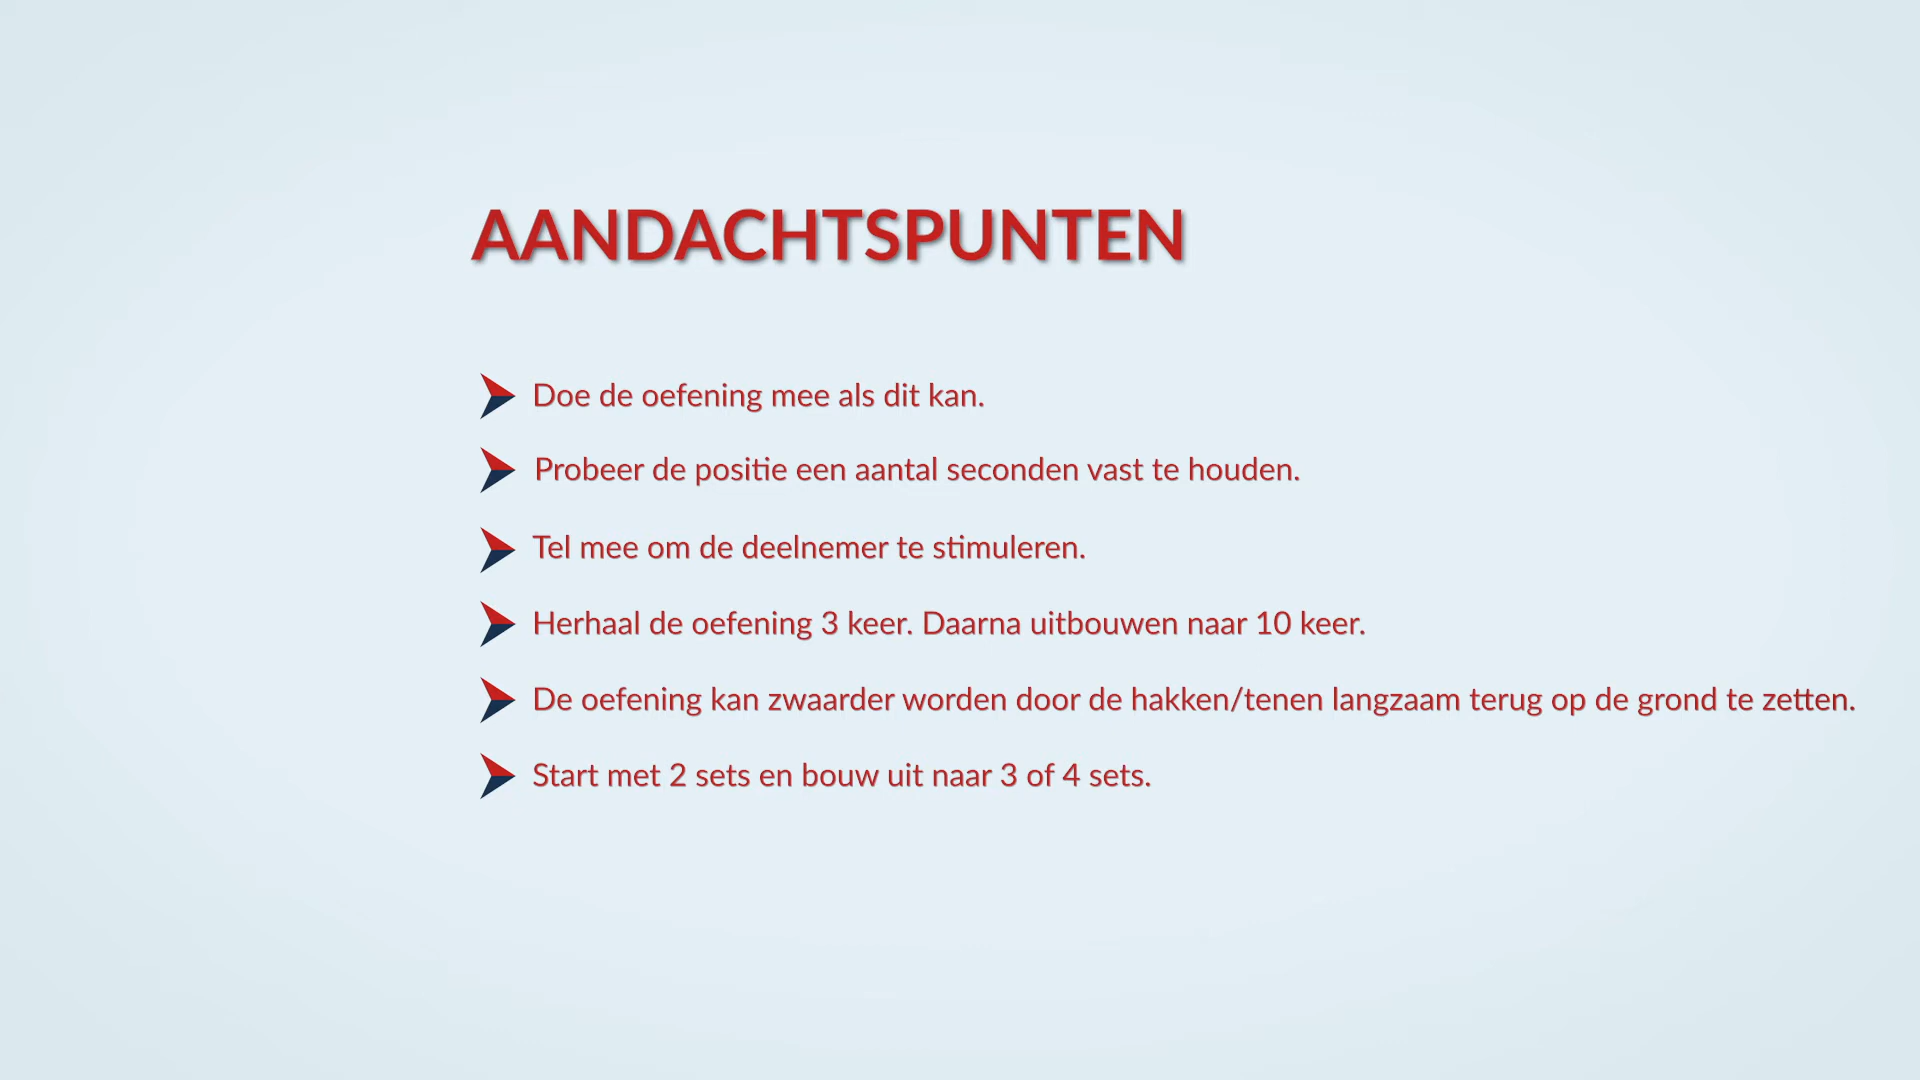 AANDACHTSPUNTEN
Doe de oefening mee als dit kan.
Probeer de positie een aantal seconden vast te houden.
Tel mee om de deelnemer te stimuleren.
Herhaal de oefening 3 keer. Daarna uitbouwen naar 10 keer.
De oefening kan zwaarder worden door de hakken/tenen langzaam terug op de grond te zetten.
Start met 2 sets en bouw uit naar 3 of 4 sets.